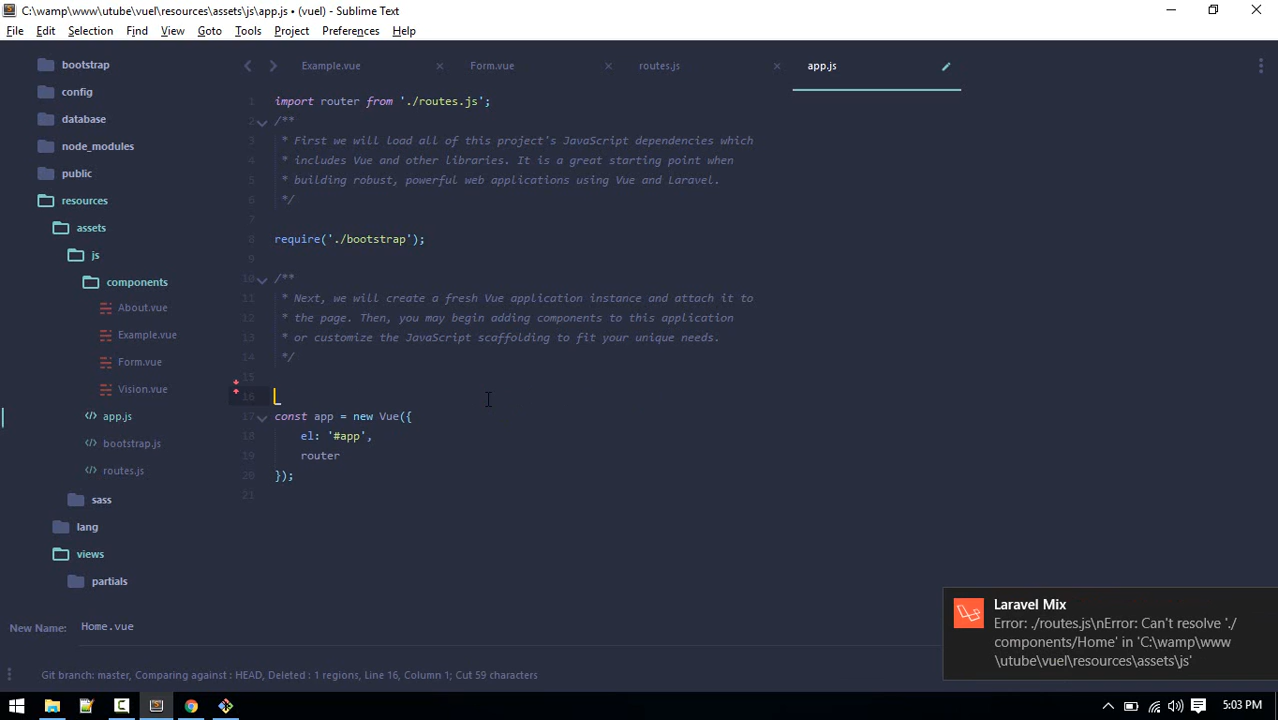 C:\wamp\www\utube\vuel\resources\assets\js\app.js • (vuel) - Sublime Text
File Edit Selection Find View Goto Tools Project Preferences Help
bootstrap
config
database
node_modules
public
resources
assets
js
components
About.vue
Example.vue
Form.vue
Vision.vue
app.js
bootstrap.js
routes.js
sass
lang
views
partials
Example.vue × Form.vue × routes.js × app.js
1 import router from './routes.js';
2 /**
3 * First we will load all of this project's JavaScript dependencies which
4 * includes Vue and other libraries. It is a great starting point when
5 * building robust, powerful web applications using Vue and Laravel.
6 */
7
8 require('./bootstrap');
9
10 /**
11 * Next, we will create a fresh Vue application instance and attach it to
12 * the page. Then, you may begin adding components to this application
13 * or customize the JavaScript scaffolding to fit your unique needs.
14 */
15
16
17 const app = new Vue({
18 el: '#app',
19 router
20 });
21
Laravel Mix
Error: ./routes.js\nError: Can't resolve './
components/Home' in 'C:\wamp\www
\utube\vuel\resources\assets\js'
New Name: Home.vue
Git branch: master, Comparing against : HEAD, Deleted : 1 regions, Line 16, Column 1; Cut 59 characters
5:03 PM